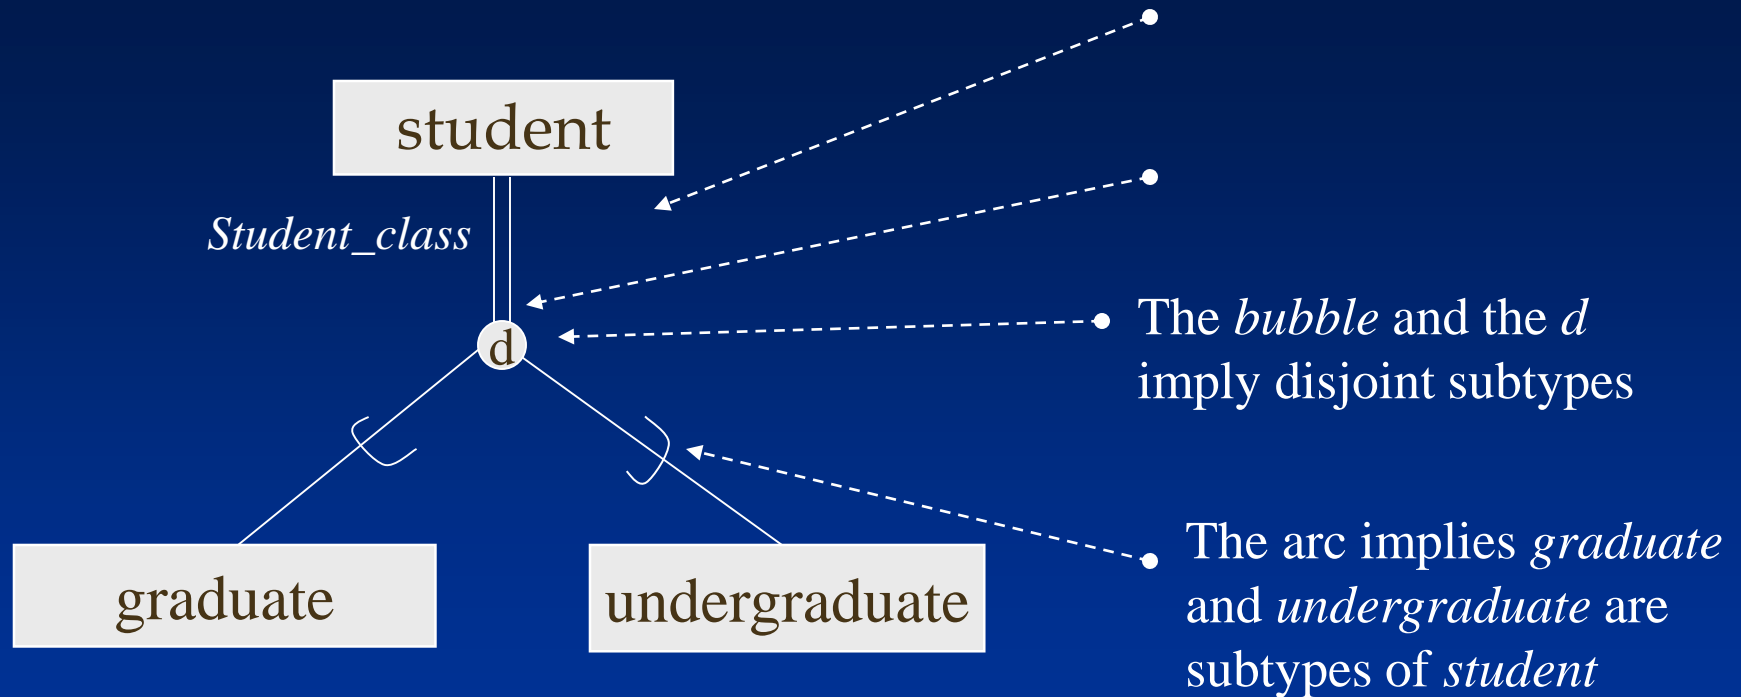 student
Student_class
d
The bubble and the d
imply disjoint subtypes
graduate
undergraduate
The arc implies graduate
and undergraduate are
subtypes of student